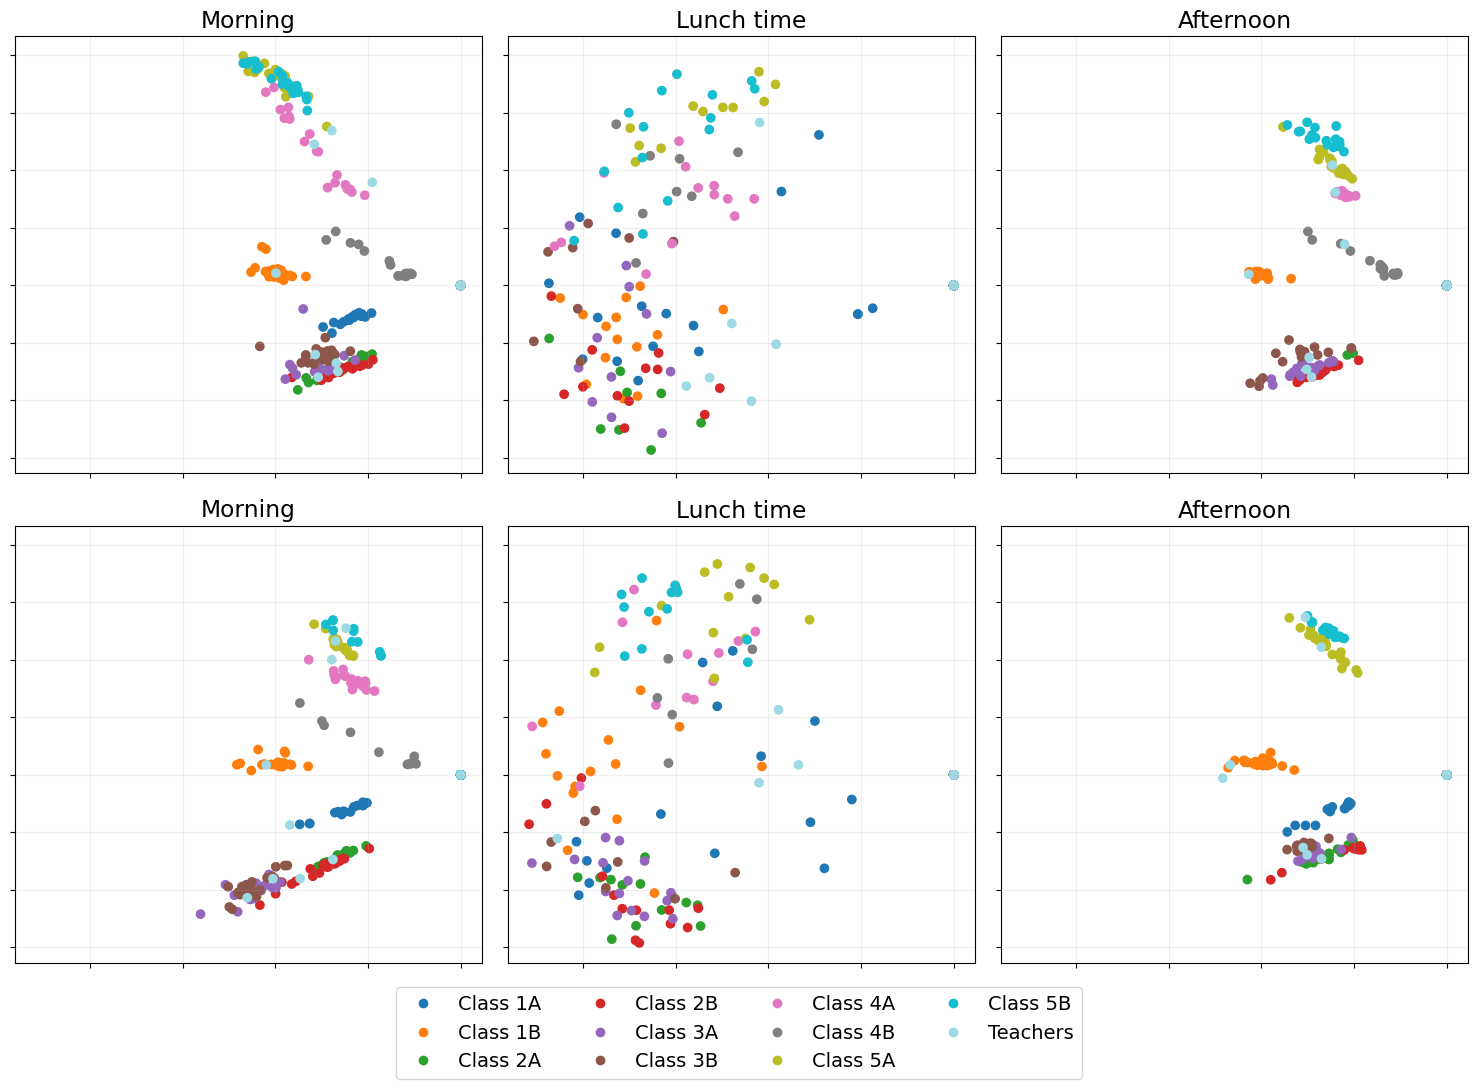 Morning
Lunch time
Afternoon
Morning
Lunch time
Afternoon
Class 1A
Class 2B
Class 4A
Class 5B
Class 1B
Class 3A
Class 4B
Teachers
Class 2A
Class 3B
Class 5A